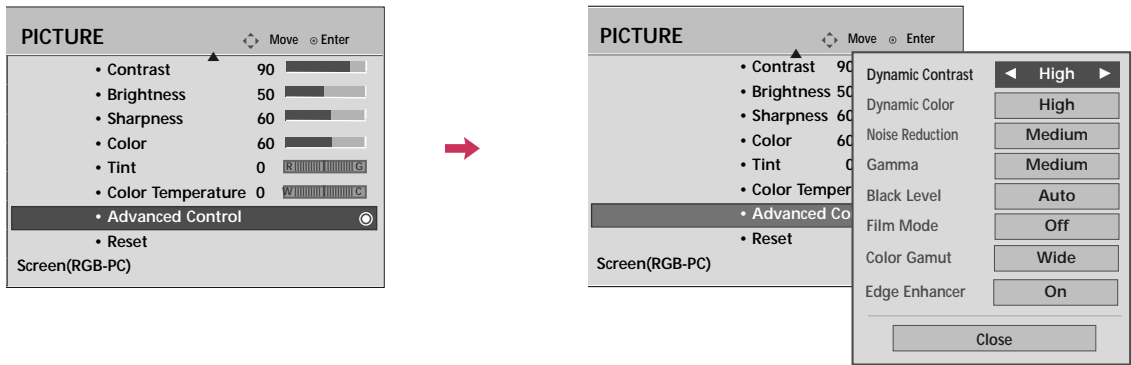 PICTURE Move Enter
• Contrast 90
• Brightness 50
• Sharpness 60
• Color 60
• Tint 0 R G
• Color Temperature 0 W C
• Advanced Control
• Reset
Screen(RGB-PC)
PICTURE Move Enter
• Contrast 90
• Brightness 50
• Sharpness 60
• Color 60
• Tint 0
• Color Temper
• Advanced Co
• Reset
Screen(RGB-PC)
Dynamic Contrast ◀ High ▶
Dynamic Color High
Noise Reduction Medium
Gamma Medium
Black Level Auto
Film Mode Off
Color Gamut Wide
Edge Enhancer On
Close